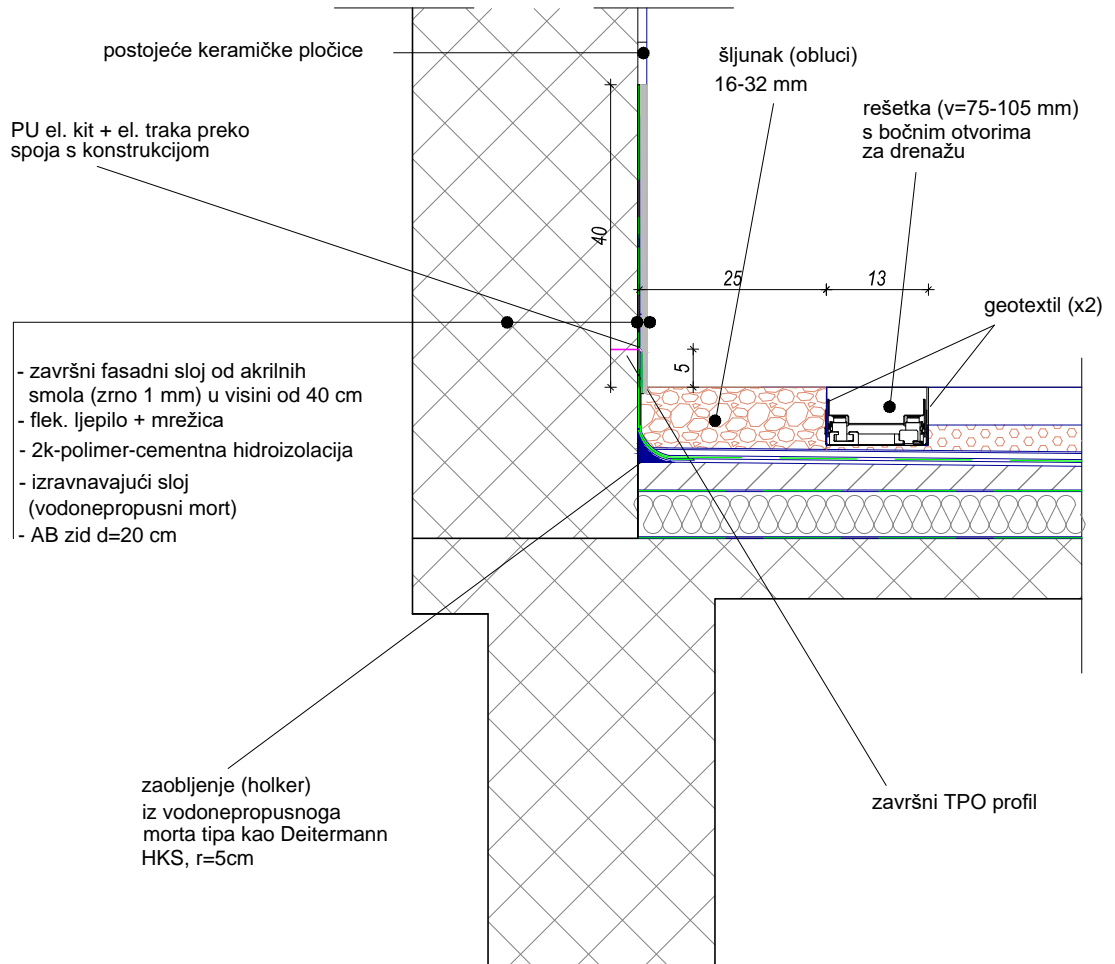 postojeće keramičke pločice
šljunak (obluci)
16-32 mm
rešetka (v=75-105 mm)
s bočnim otvorima
za drenažu
PU el. kit + el. traka preko
spoja s konstrukcijom
40
25
13
geotextil (x2)
5
- završni fasadni sloj od akrilnih
smola (zrno 1 mm) u visini od 40 cm
- flek. ljepilo + mrežica
- 2k-polimer-cementna hidroizolacija
- izravnavajući sloj
(vodonepropusni mort)
- AB zid d=20 cm
zaobljenje (holker)
iz vodonepropusnoga
morta tipa kao Deitermann
HKS, r=5cm
završni TPO profil